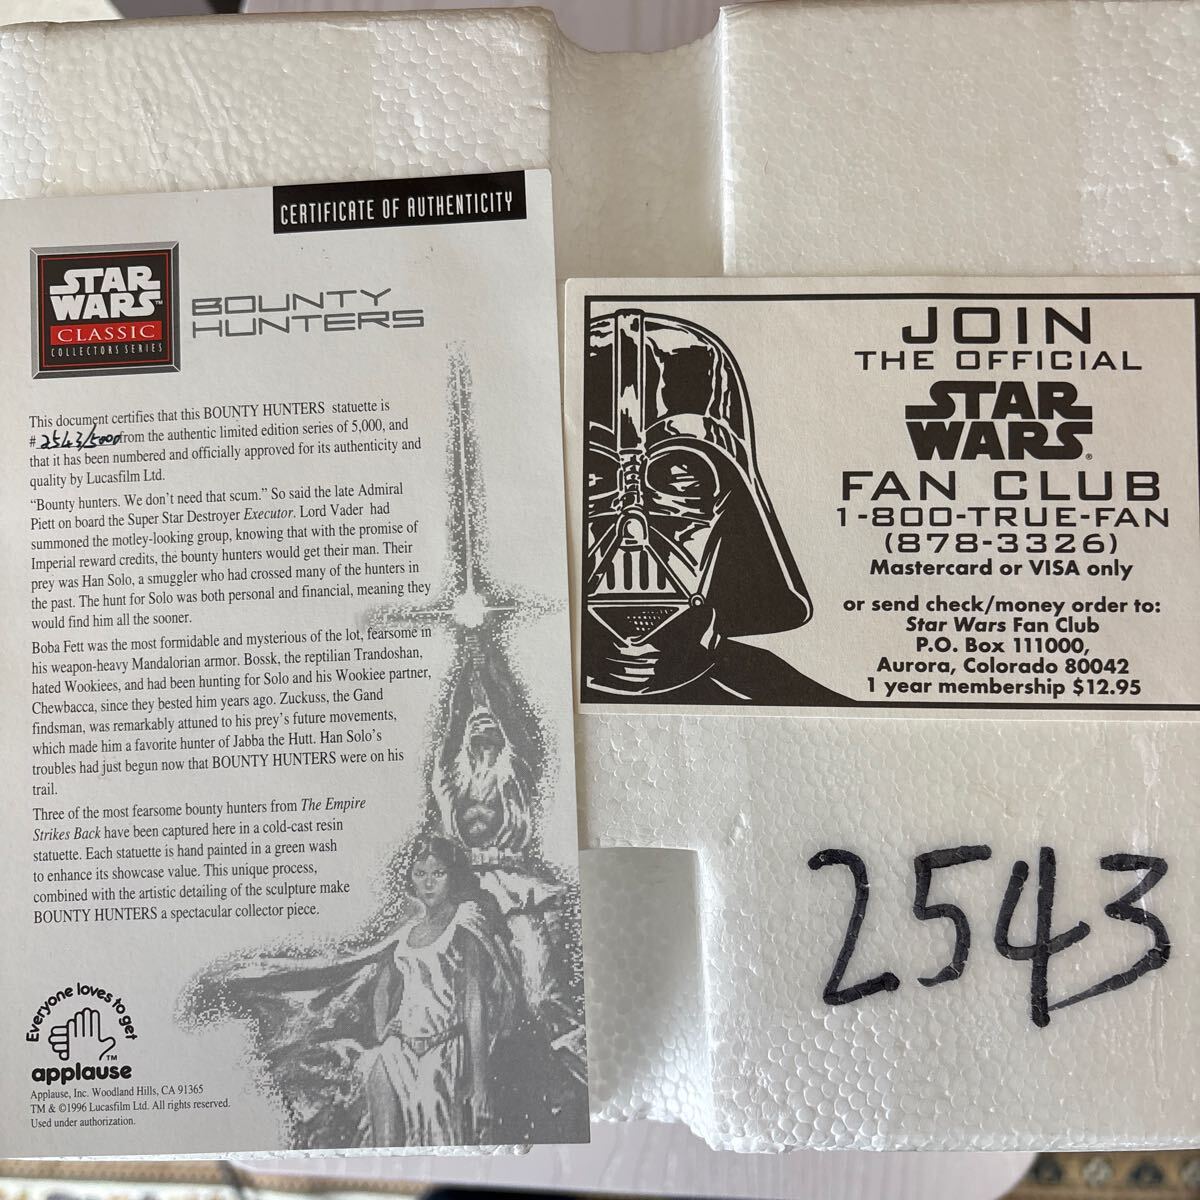 CERTIFICATE OF AUTHENTICITY
STAR
WARS™
CLASSIC
COLLECTORS SERIES
BOUNTY
HUNTERS
This document certifies that this BOUNTY HUNTERS statuette is
# 2543/5000 from the authentic limited edition series of 5,000, and
that it has been numbered and officially approved for its authenticity and
quality by Lucasfilm Ltd.
“Bounty hunters. We don’t need that scum.” So said the late Admiral
Piett on board the Super Star Destroyer Executor. Lord Vader had
summoned the motley-looking group, knowing that with the promise of
Imperial reward credits, the bounty hunters would get their man. Their
prey was Han Solo, a smuggler who had crossed many of the hunters in
the past. The hunt for Solo was both personal and financial, meaning they
would find him all the sooner.
Boba Fett was the most formidable and mysterious of the lot, fearsome in
his weapon-heavy Mandalorian armor. Bossk, the reptilian Trandoshan,
hated Wookiees, and had been hunting for Solo and his Wookie partner,
Chewbacca, since they bested him years ago. Zuckuss, the Gand
findsman, was remarkably attuned to his prey’s future movements,
which made him a favorite hunter of Jabba the Hutt. Han Solo’s
troubles had just begun now that BOUNTY HUNTERS were on his
trail.
Three of the most fearsome bounty hunters from The Empire
Strikes Back have been captured here in a cold-cast resin
statuette. Each statuette is hand painted in a green wash
to enhance its showcase value. This unique process,
combined with the artistic detailing of the sculpture make
BOUNTY HUNTERS a spectacular collector piece.
Everyone loves to get
™
applause
Applause, Inc. Woodland Hills, CA 91365
TM & ©1996 Lucasfilm Ltd. All rights reserved.
Used under authorization.
JOIN
THE OFFICIAL
STAR
WARS®
FAN CLUB
1-800-TRUE-FAN
(878-3326)
Mastercard or VISA only
or send check/money order to:
Star Wars Fan Club
P.O. Box 111000,
Aurora, Colorado 80042
1 year membership $12.95
2543